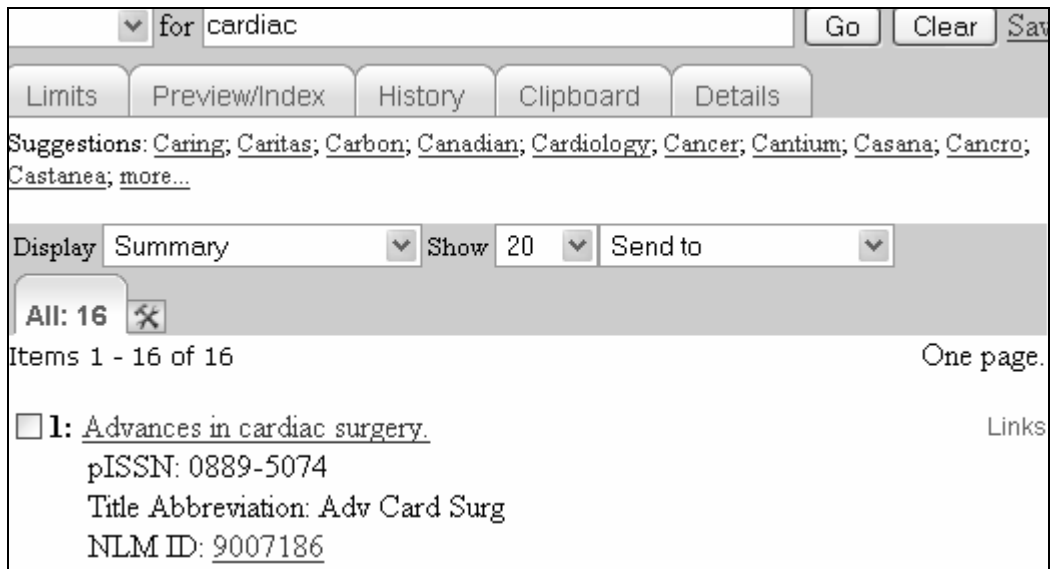 for cardiac Go Clear Sav
Limits Preview/Index History Clipboard Details
Suggestions: Caring; Caritas; Carbon; Canadian; Cardiology; Cancer; Cantium; Casana; Cancro;
Castanea; more...
Display Summary Show 20 Send to
All: 16
Items 1 - 16 of 16 One page.
1: Advances in cardiac surgery. Links
pISSN: 0889-5074
Title Abbreviation: Adv Card Surg
NLM ID: 9007186